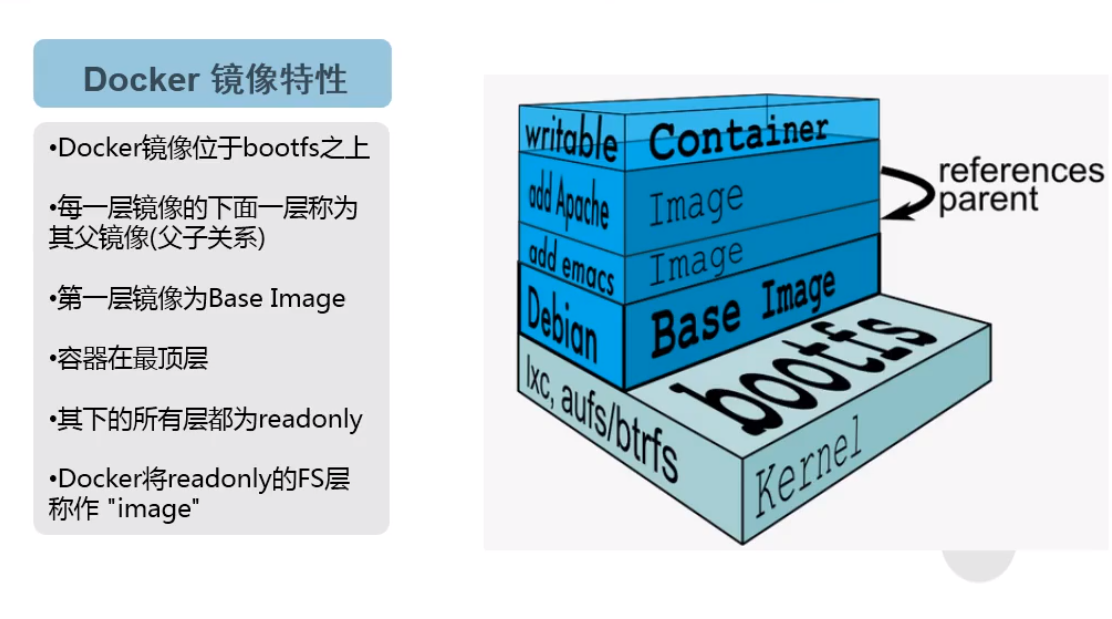 Docker 镜像特性
•Docker镜像位于bootfs之上
•每一层镜像的下面一层称为
其父镜像(父子关系)
•第一层镜像为Base Image
•容器在最顶层
•其下的所有层都为readonly
•Docker将readonly的FS层
称作 "image"
writable Container
add Apache Image
add emacs Image
Debian Base Image
references
parent
lxc, aufs/btrfs
bootfs
Kernel